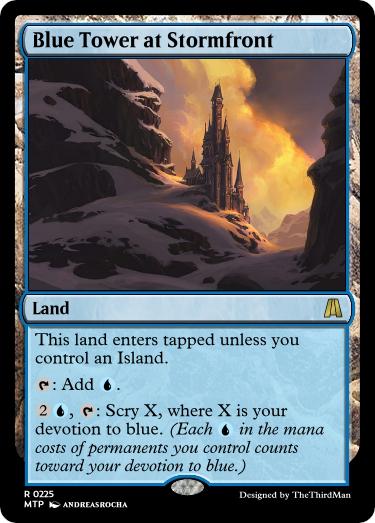 Blue Tower at Stormfront
Land
This land enters tapped unless you
control an Island.
: Add .
2 , : Scry X, where X is your
devotion to blue. (Each in the mana
costs of permanents you control counts
toward your devotion to blue.)
R 0225
MTP ANDREASROCHA
Designed by TheThirdMan